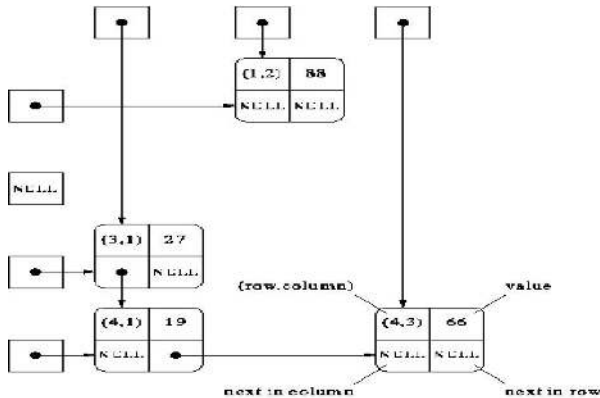 (1,2) 88
NULL NULL
NULL
(3,1) 27
NULL
(row,column) value
(4,1) 19 (4,3) 66
NULL NULL NULL
next in column next in row